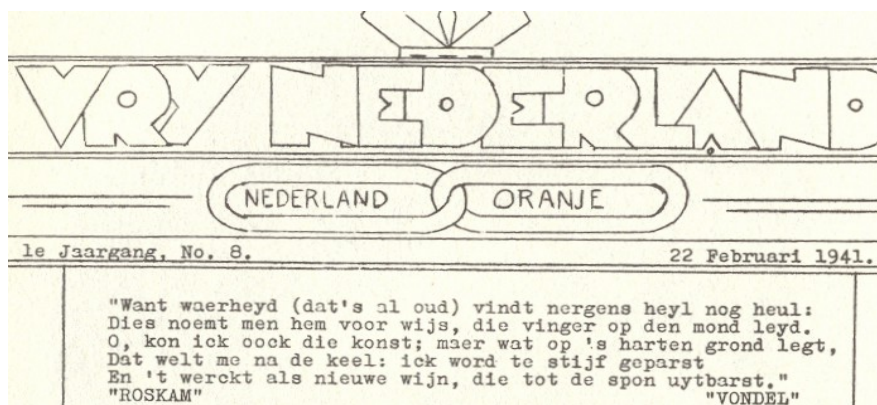 VRY NEDERLAND
NEDERLAND ORANJE
1e Jaargang, No. 8. 22 Februari 1941.
"Want waerheyd (dat's al oud) vindt nergens heyl nog heul:
Dies noemt men hem voor wijs, die vinger op den mond leyd.
O, kon ick oock die konst; maer wat op 's harten grond legt,
Dat welt me na de keel: ick word te stijf geparst
En 't werckt als nieuwe wijn, die tot de spon uytbarst."
"ROSKAM" "VONDEL"